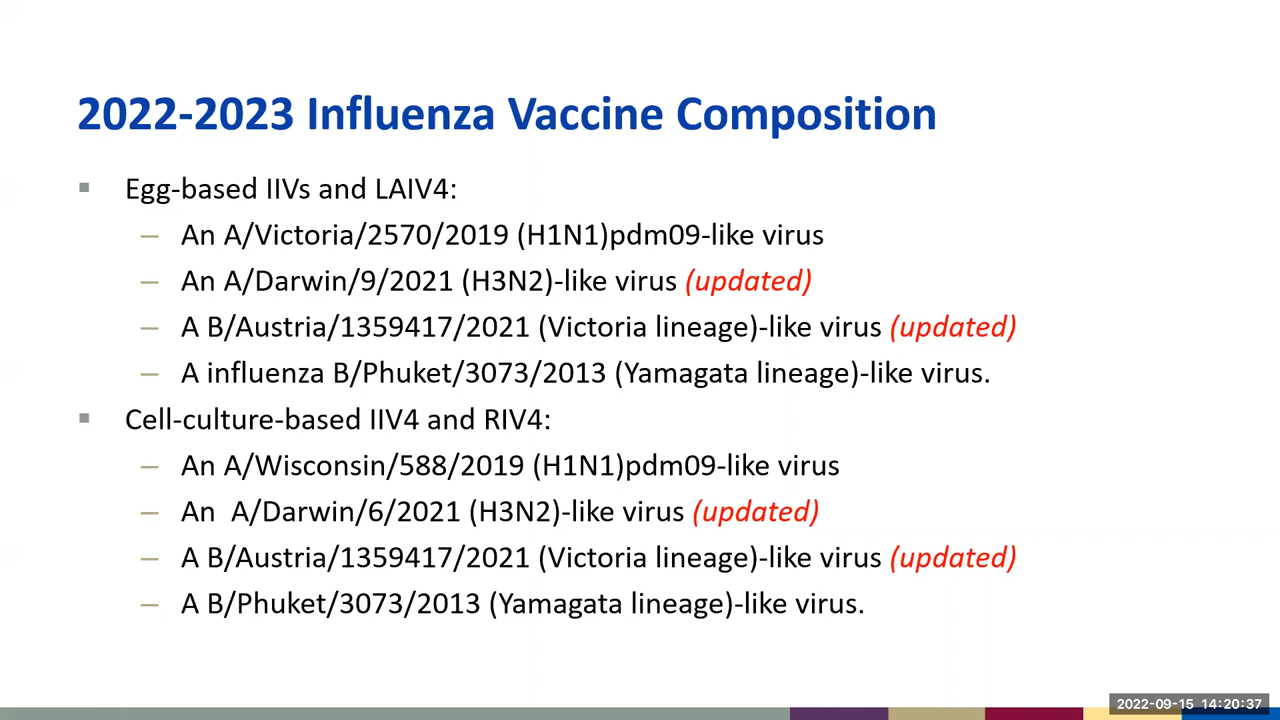 2022-2023 Influenza Vaccine Composition
▪ Egg-based IIVs and LAIV4:
– An A/Victoria/2570/2019 (H1N1)pdm09-like virus
– An A/Darwin/9/2021 (H3N2)-like virus (updated)
– A B/Austria/1359417/2021 (Victoria lineage)-like virus (updated)
– A influenza B/Phuket/3073/2013 (Yamagata lineage)-like virus.
▪ Cell-culture-based IIV4 and RIV4:
– An A/Wisconsin/588/2019 (H1N1)pdm09-like virus
– An  A/Darwin/6/2021 (H3N2)-like virus (updated)
– A B/Austria/1359417/2021 (Victoria lineage)-like virus (updated)
– A B/Phuket/3073/2013 (Yamagata lineage)-like virus.
2022-09-15 14:20:37